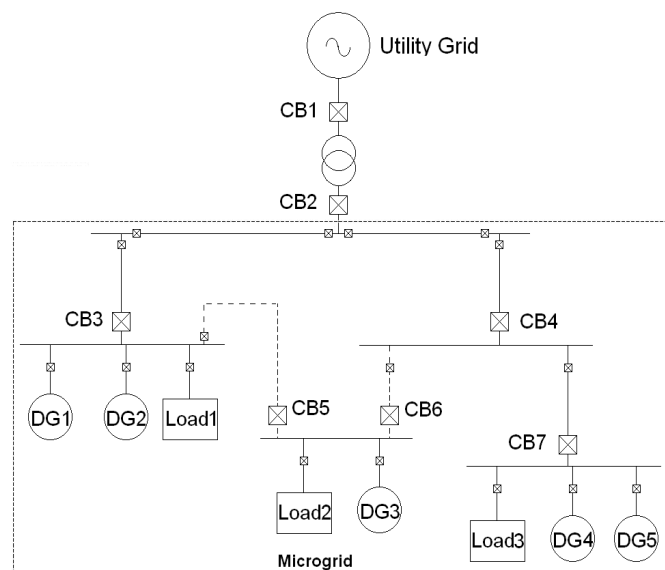 Utility Grid
CB1
CB2
CB3
CB4
CB5
CB6
DG1
DG2
Load1
CB7
Load2
DG3
Load3
DG4
DG5
Microgrid